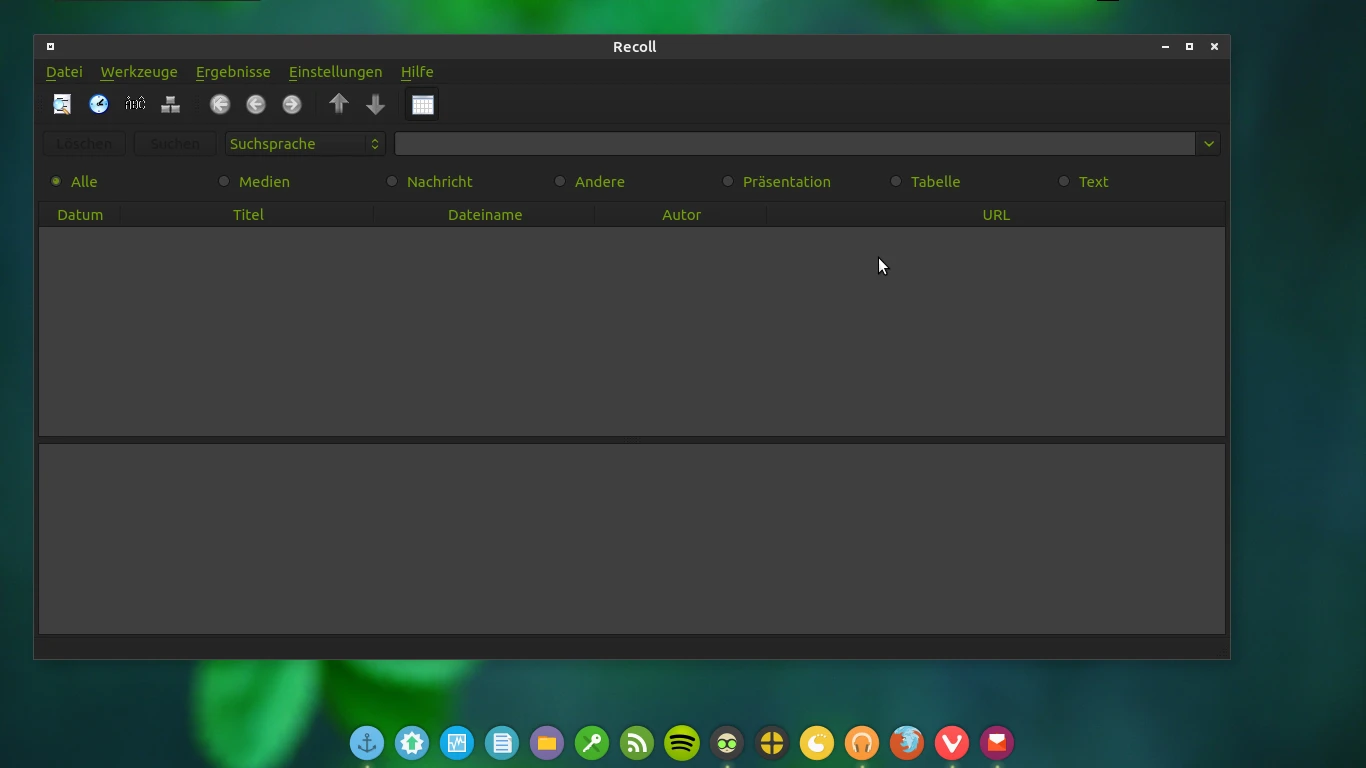 Recoll
Datei Werkzeuge Ergebnisse Einstellungen Hilfe
Löschen Suchen Suchsprache
Alle Medien Nachricht Andere Präsentation Tabelle Text
Datum Titel Dateiname Autor URL